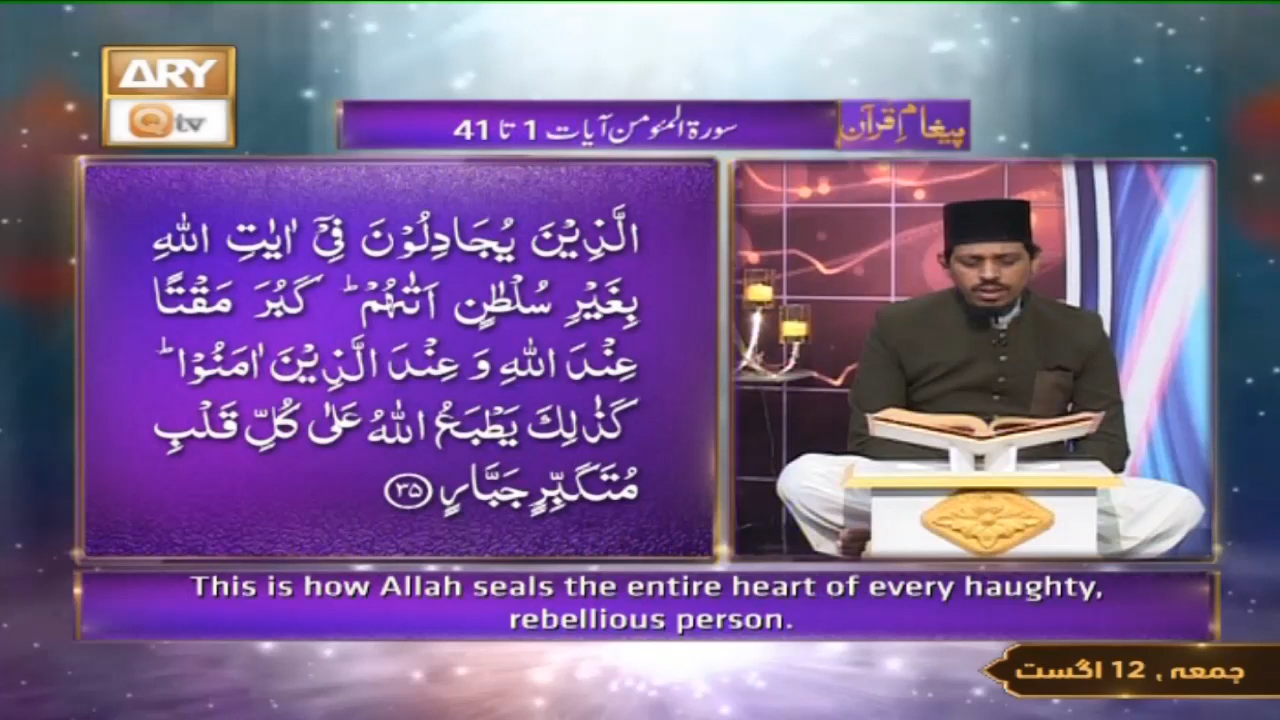 ARY
Qtv
سورۃ المؤمن آیات 1 تا 41
پیغامِ قرآن
الَّذِيْنَ يُجَادِلُوْنَ فِيْۤ اٰيٰتِ اللّٰهِ
بِغَيْرِ سُلْطٰنٍ اَتٰىهُمْ ؕ كَبُرَ مَقْتًا
عِنْدَ اللّٰهِ وَ عِنْدَ الَّذِيْنَ اٰمَنُوْا ؕ
كَذٰلِكَ يَطْبَعُ اللّٰهُ عَلٰى كُلِّ قَلْبِ
مُتَكَبِّرٍ جَبَّارٍ ۳۵
This is how Allah seals the entire heart of every haughty,
rebellious person.
جمعہ ، 12 اگست